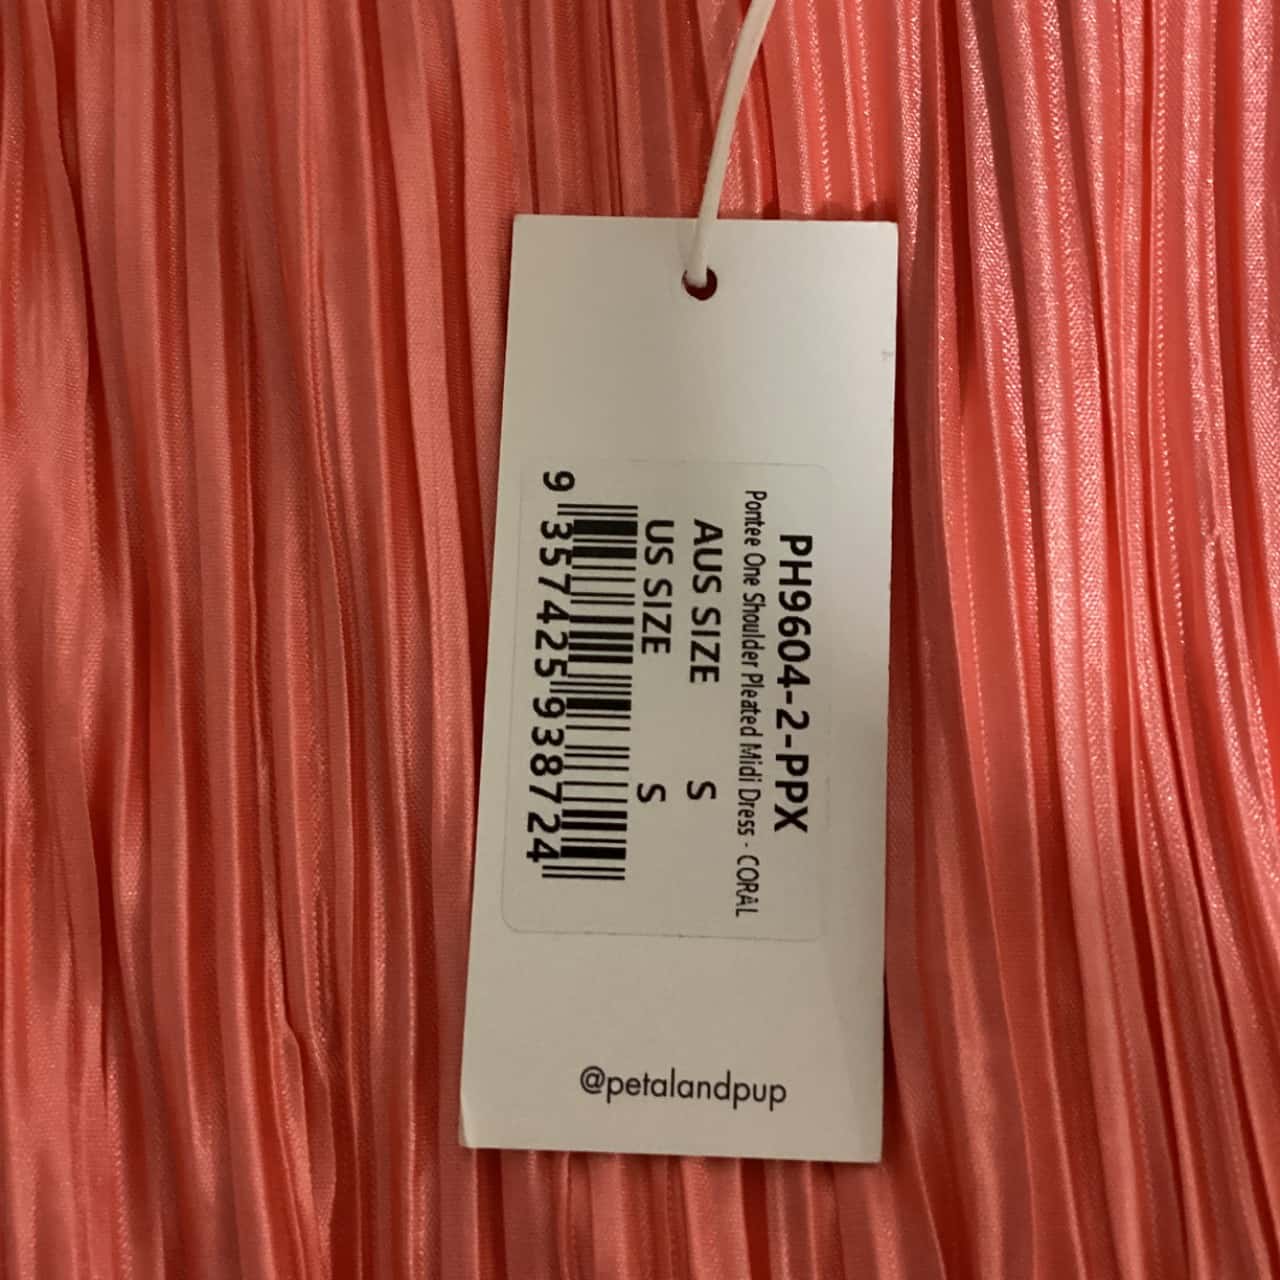 PH9604-2-PPX
Pontee One Shoulder Pleated Midi Dress - CORAL
AUS SIZE S
US SIZE S
9 357425 938724
@petalandpup